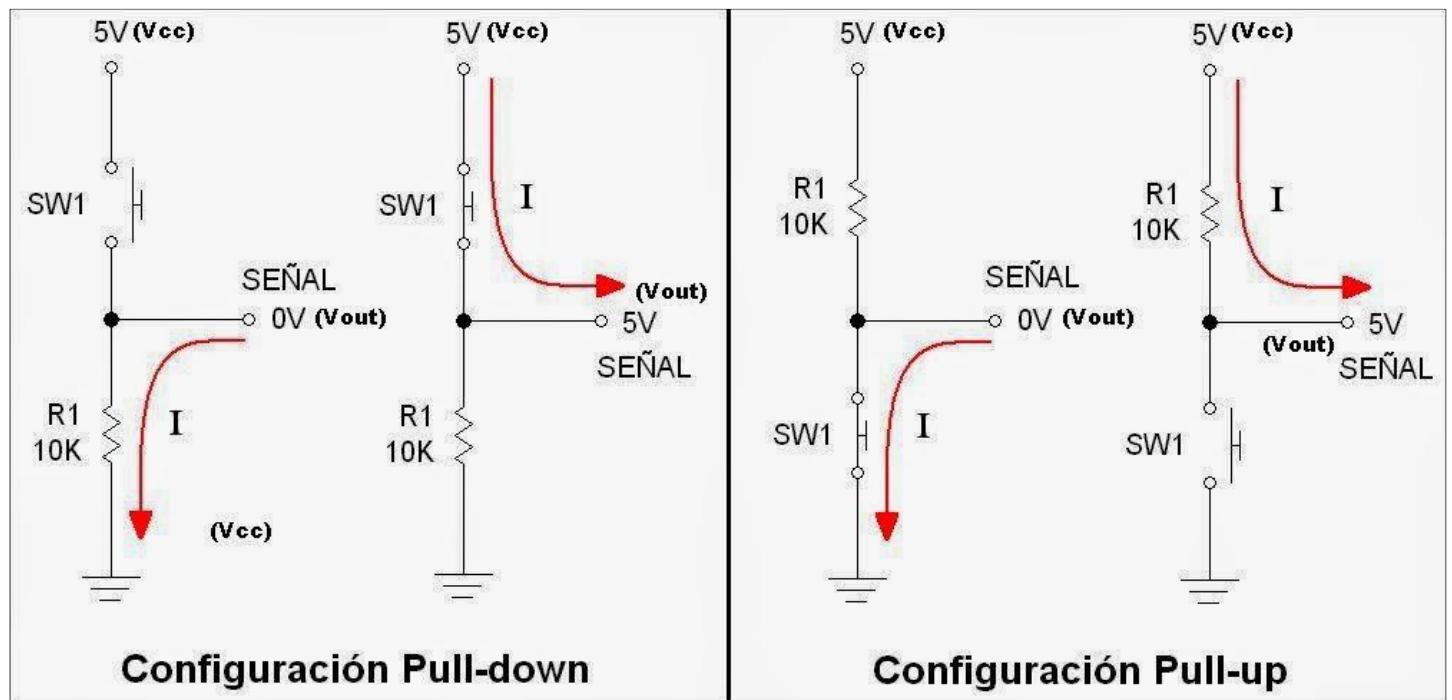 5V (Vcc)
SW1
SEÑAL
0V (Vout)
R1
10K
I
(Vcc)
5V (Vcc)
SW1
I
(Vout)
5V
SEÑAL
R1
10K
Configuración Pull-down
5V (Vcc)
R1
10K
SEÑAL
0V (Vout)
SW1
I
5V (Vcc)
R1
10K
I
5V
(Vout)
SEÑAL
SW1
Configuración Pull-up